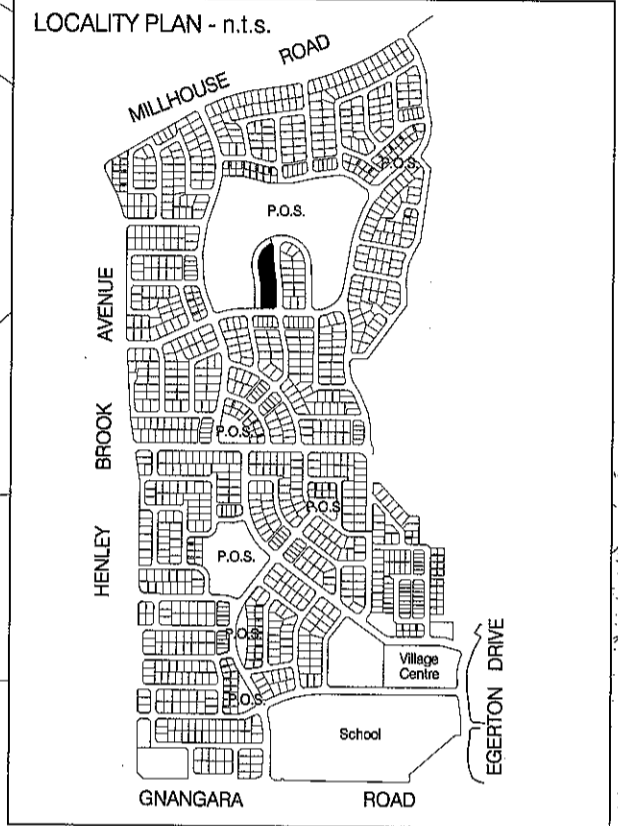 LOCALITY PLAN - n.t.s.
MILLHOUSE ROAD
P.O.S.
P.O.S.
HENLEY BROOK AVENUE
P.O.S.
P.O.S.
P.O.S.
P.O.S.
P.O.S.
Village
Centre
School
EGERTON DRIVE
GNANGARA ROAD